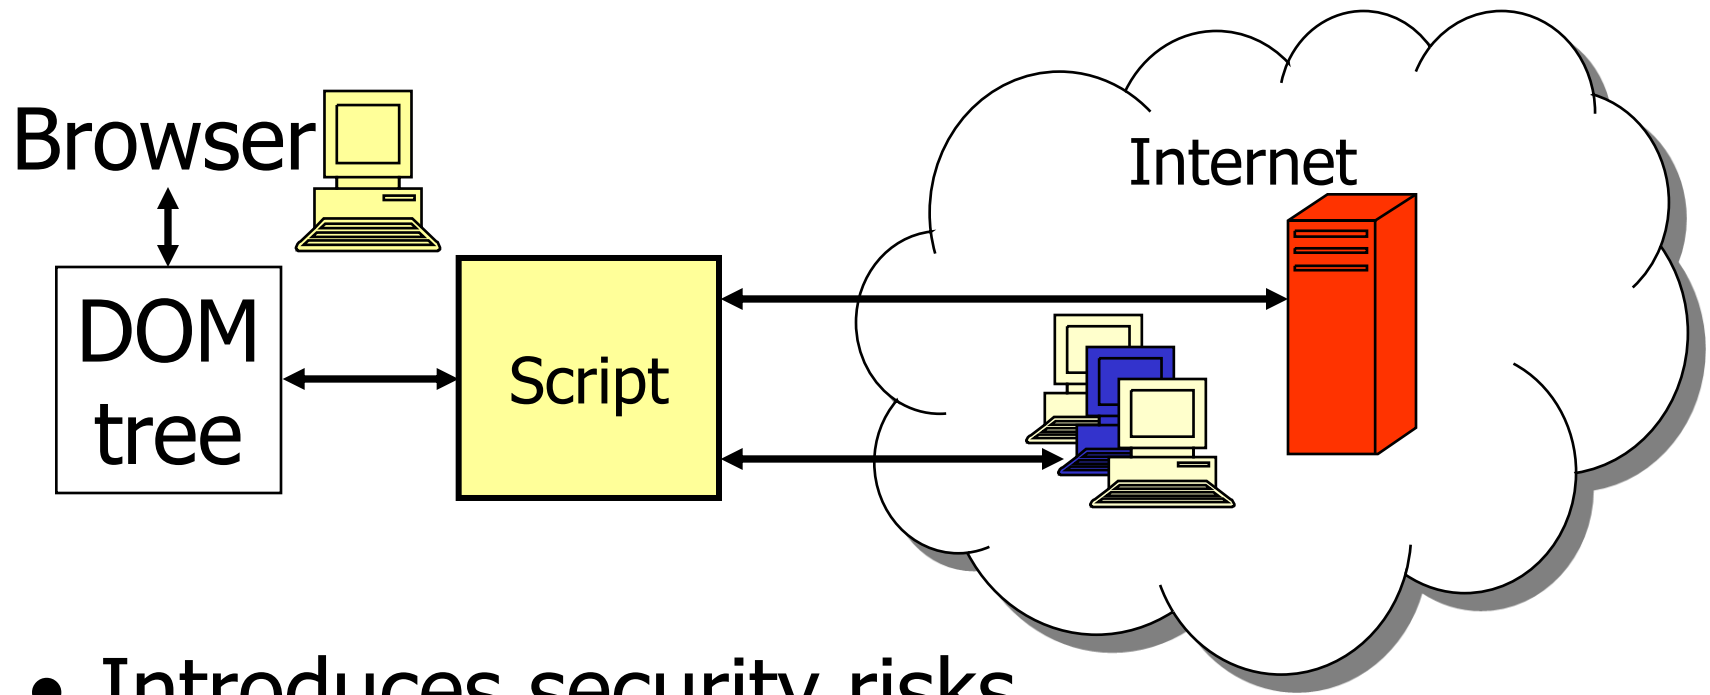 Browser
Internet
DOM
tree
Script
• Introduces security risks